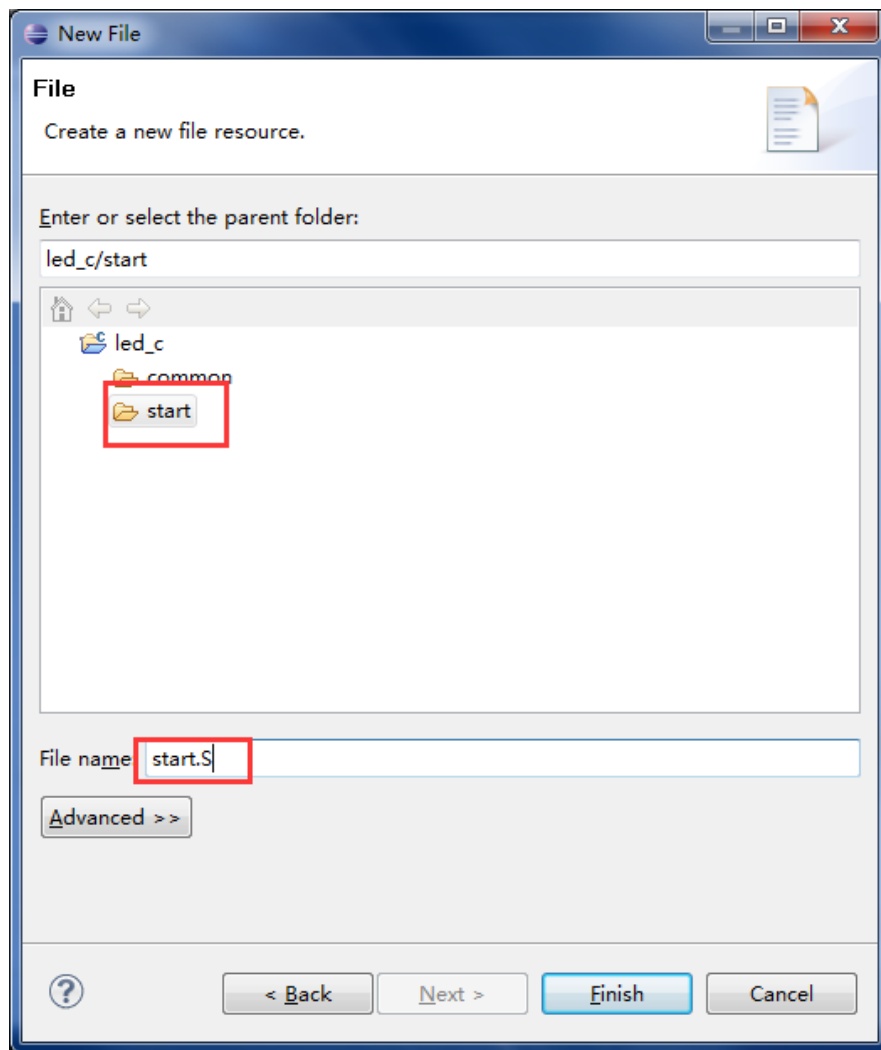 New File
File
Create a new file resource.
Enter or select the parent folder:
led_c/start
led_c
common
start
File name: start.S
Advanced >>
< Back Next > Finish Cancel